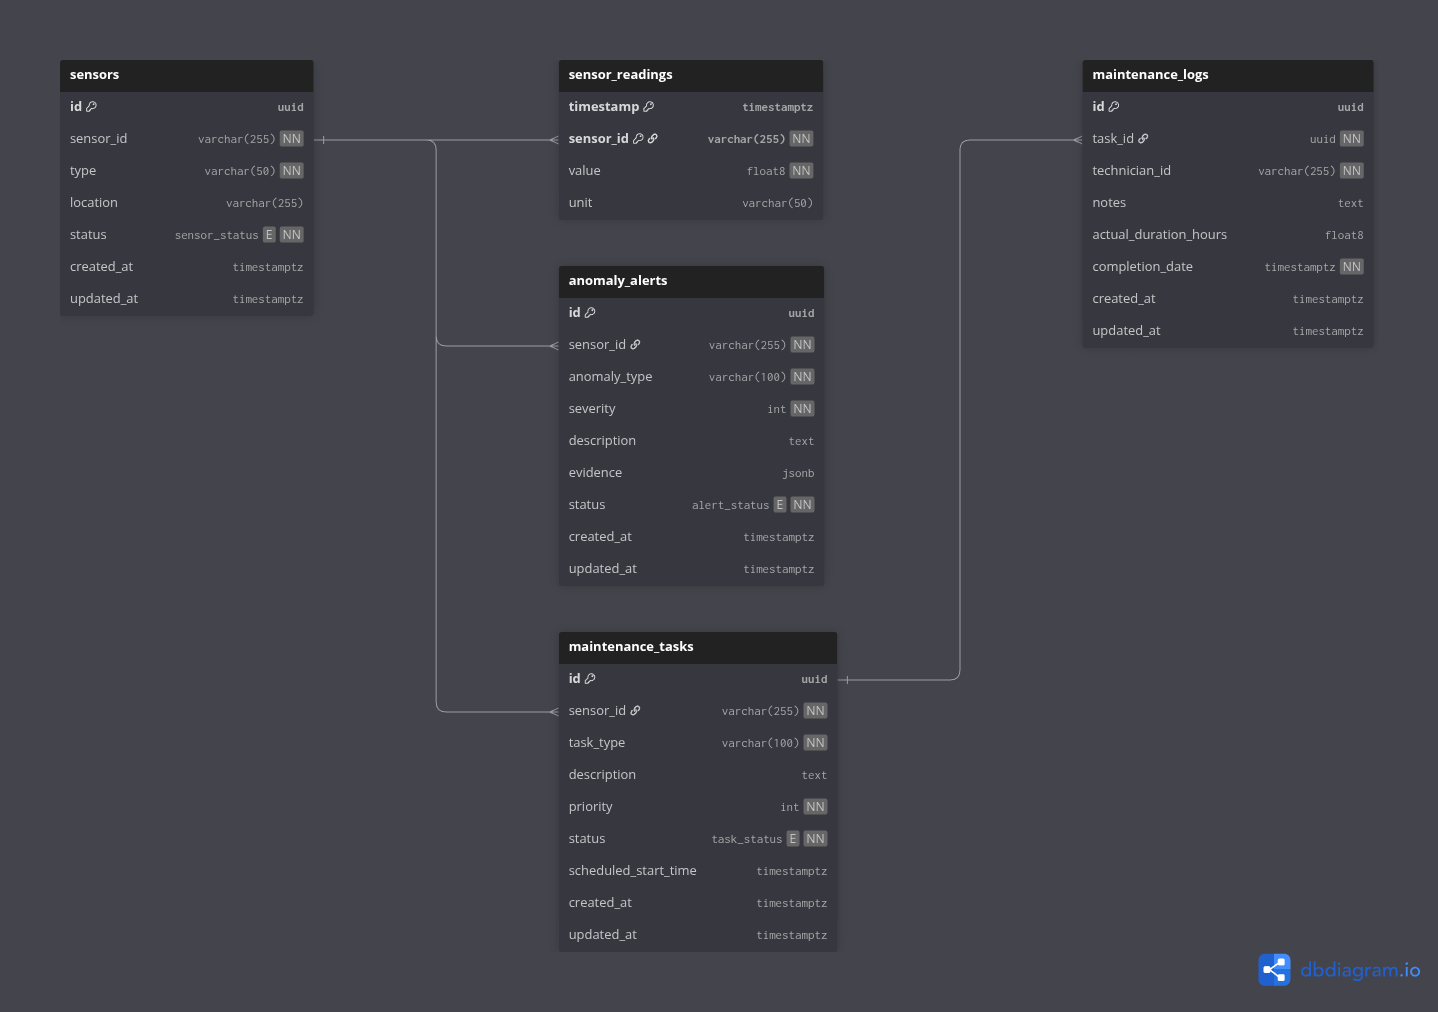 sensors
id uuid
sensor_id varchar(255) NN
type varchar(50) NN
location varchar(255)
status sensor_status E NN
created_at timestamptz
updated_at timestamptz
sensor_readings
timestamp timestamptz
sensor_id varchar(255) NN
value float8 NN
unit varchar(50)
anomaly_alerts
id uuid
sensor_id varchar(255) NN
anomaly_type varchar(100) NN
severity int NN
description text
evidence jsonb
status alert_status E NN
created_at timestamptz
updated_at timestamptz
maintenance_tasks
id uuid
sensor_id varchar(255) NN
task_type varchar(100) NN
description text
priority int NN
status task_status E NN
scheduled_start_time timestamptz
created_at timestamptz
updated_at timestamptz
maintenance_logs
id uuid
task_id uuid NN
technician_id varchar(255) NN
notes text
actual_duration_hours float8
completion_date timestamptz NN
created_at timestamptz
updated_at timestamptz
dbdiagram.io